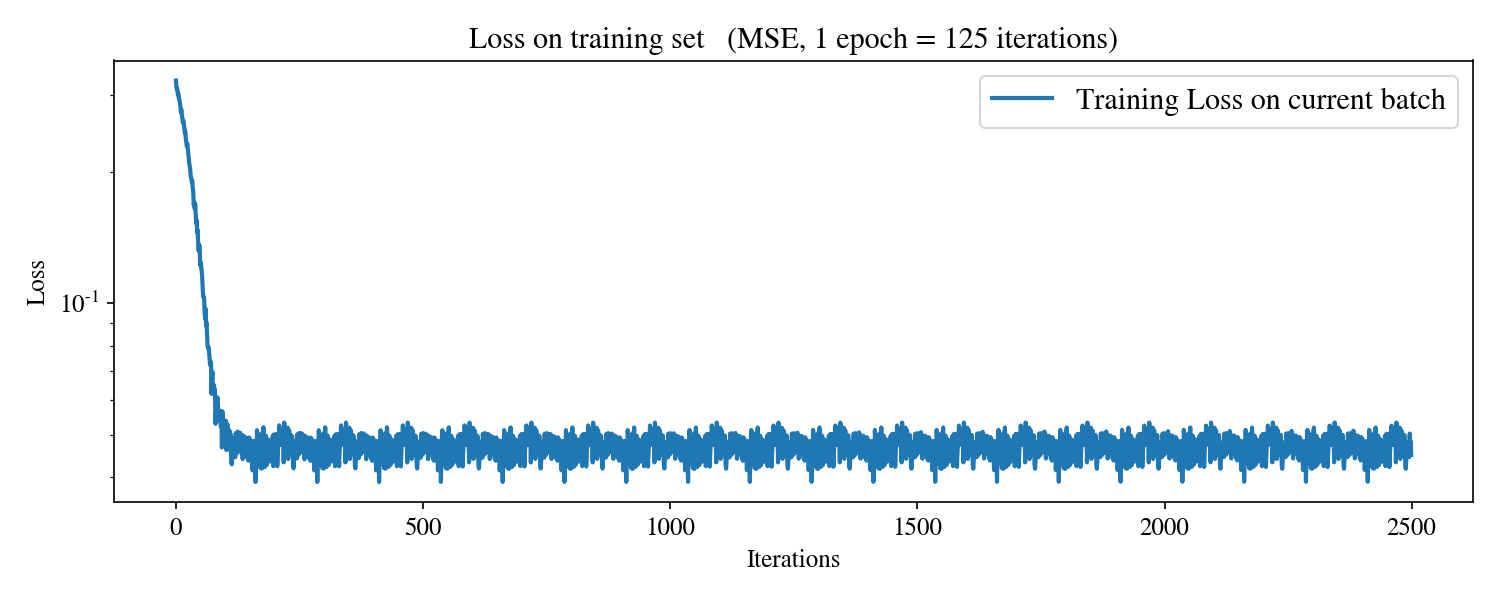 Loss on training set (MSE, 1 epoch = 125 iterations)
Training Loss on current batch
Loss
10⁻¹
0 500 1000 1500 2000 2500
Iterations